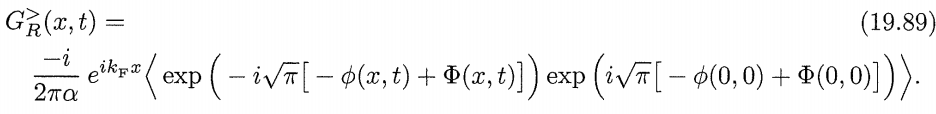 G_R^>(x, t) = (19.89)
\frac{-i}{2\pi\alpha} e^{ik_F x} \Big\langle \exp\Big(-i\sqrt{\pi}\big[-\phi(x,t)+\Phi(x,t)\big]\Big) \exp\Big(i\sqrt{\pi}\big[-\phi(0,0)+\Phi(0,0)\big]\Big)\Big\rangle.